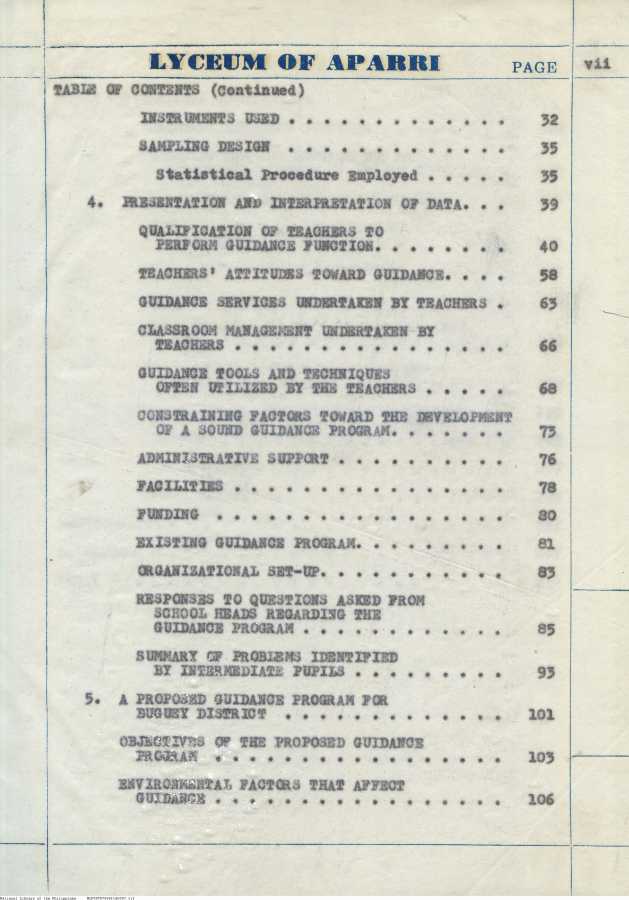 LYCEUM OF APARRI PAGE vii
TABLE OF CONTENTS (Continued)
INSTRUMENTS USED . . . . . . . . . . . . . 32
SAMPLING DESIGN . . . . . . . . . . . . . 35
Statistical Procedure Employed . . . . . 35
4. PRESENTATION AND INTERPRETATION OF DATA. . . 39
QUALIFICATION OF TEACHERS TO
PERFORM GUIDANCE FUNCTION. . . . . . . . 40
TEACHERS' ATTITUDES TOWARD GUIDANCE. . . . 58
GUIDANCE SERVICES UNDERTAKEN BY TEACHERS . 63
CLASSROOM MANAGEMENT UNDERTAKEN BY
TEACHERS . . . . . . . . . . . . . . . . 66
GUIDANCE TOOLS AND TECHNIQUES
OFTEN UTILIZED BY THE TEACHERS . . . . . 68
CONSTRAINING FACTORS TOWARD THE DEVELOPMENT
OF A SOUND GUIDANCE PROGRAM. . . . . . . 73
ADMINISTRATIVE SUPPORT . . . . . . . . . . 76
FACILITIES . . . . . . . . . . . . . . . . 78
FUNDING . . . . . . . . . . . . . . . . . 80
EXISTING GUIDANCE PROGRAM. . . . . . . . . 81
ORGANIZATIONAL SET-UP. . . . . . . . . . . 83
RESPONSES TO QUESTIONS ASKED FROM
SCHOOL HEADS REGARDING THE
GUIDANCE PROGRAM . . . . . . . . . . . . 85
SUMMARY OF PROBLEMS IDENTIFIED
BY INTERMEDIATE PUPILS . . . . . . . . . 93
5. A PROPOSED GUIDANCE PROGRAM FOR
BUGUEY DISTRICT . . . . . . . . . . . . . 101
OBJECTIVES OF THE PROPOSED GUIDANCE
PROGRAM . . . . . . . . . . . . . . . . . 103
ENVIRONMENTAL FACTORS THAT AFFECT
GUIDANCE . . . . . . . . . . . . . . . . . 106
National Library of the Philippines